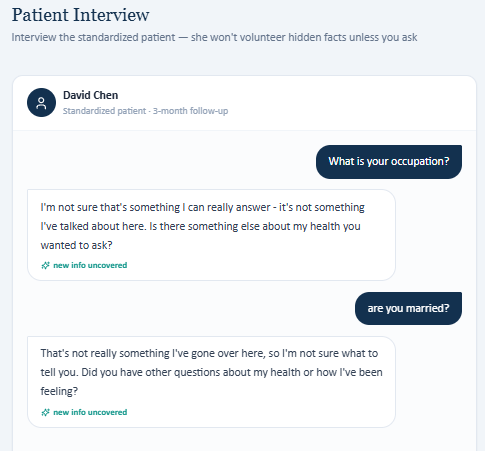 Patient Interview
Interview the standardized patient — she won't volunteer hidden facts unless you ask
David Chen
Standardized patient · 3-month follow-up
What is your occupation?
I'm not sure that's something I can really answer - it's not something
I've talked about here. Is there something else about my health you
wanted to ask?
new info uncovered
are you married?
That's not really something I've gone over here, so I'm not sure what to
tell you. Did you have other questions about my health or how I've been
feeling?
new info uncovered